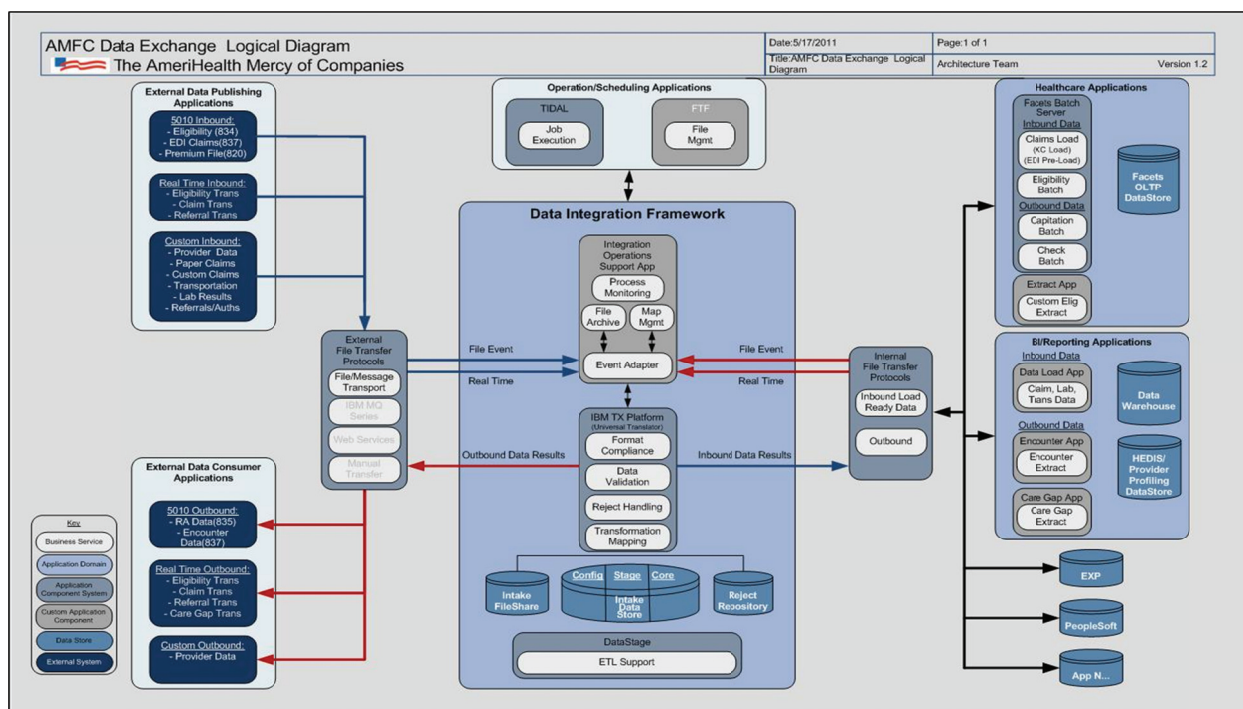 AMFC Data Exchange Logical Diagram
The AmeriHealth Mercy of Companies
Date:5/17/2011
Page:1 of 1
Title:AMFC Data Exchange Logical
Diagram
Architecture Team
Version 1.2
External Data Publishing
Applications
5010 Inbound:
- Eligibility (834)
- EDI Claims(837)
- Premium File(820)
Real Time Inbound:
- Eligibility Trans
- Claim Trans
- Referral Trans
Custom Inbound:
- Provider Data
- Paper Claims
- Custom Claims
- Transportation
- Lab Results
- Referrals/Auths
External
File Transfer
Protocols
File/Message
Transport
IBM MQ
Series
Web Services
Manual
Transfer
External Data Consumer
Applications
5010 Outbound:
- RA Data(835)
- Encounter
Data(837)
Real Time Outbound:
- Eligibility Trans
- Claim Trans
- Referral Trans
- Care Gap Trans
Custom Outbound:
- Provider Data
Key
Business Service
Application Domain
Application
Component System
Custom Application
Component
Data Store
External System
Operation/Scheduling Applications
TIDAL
Job
Execution
FTF
File
Mgmt
Data Integration Framework
Integration
Operations
Support App
Process
Monitoring
File
Archive
Map
Mgmt
Event Adapter
File Event
Real Time
File Event
Real Time
IBM TX Platform
(Universal Translator)
Format
Compliance
Data
Validation
Reject Handling
Transformation
Mapping
Outbound Data Results
Inbound Data Results
Intake
FileShare
Config
Stage
Core
Intake
Data
Store
Reject
Repository
DataStage
ETL Support
Internal
File Transfer
Protocols
Inbound Load
Ready Data
Outbound
Healthcare Applications
Facets Batch
Server
Inbound Data
Claims Load
(KC Load)
(EDI Pre-Load)
Eligibility
Batch
Outbound Data
Capitation
Batch
Check
Batch
Extract App
Custom Elig
Extract
Facets
OLTP
DataStore
BI/Reporting Applications
Inbound Data
Data Load App
Calm, Lab,
Trans Data
Outbound Data
Encounter App
Encounter
Extract
Care Gap App
Care Gap
Extract
Data
Warehouse
HEDIS/
Provider
Profiling
DataStore
EXP
PeopleSoft
App N...